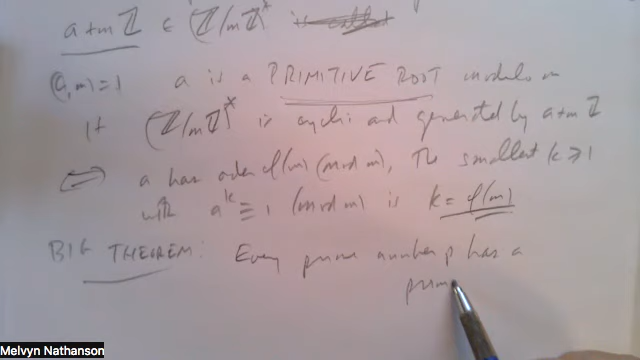 a+mℤ ∈ (ℤ/mℤ)^×
(a,m)=1 a is a PRIMITIVE ROOT modulo m
if (ℤ/mℤ)^× is cyclic and generated by a+mℤ
⟺ a has order φ(m) (mod m), The smallest k ≥ 1
with a^k ≡ 1 (mod m) is k = φ(m)
BIG THEOREM: Every prime number p has a
prim
Melvyn Nathanson